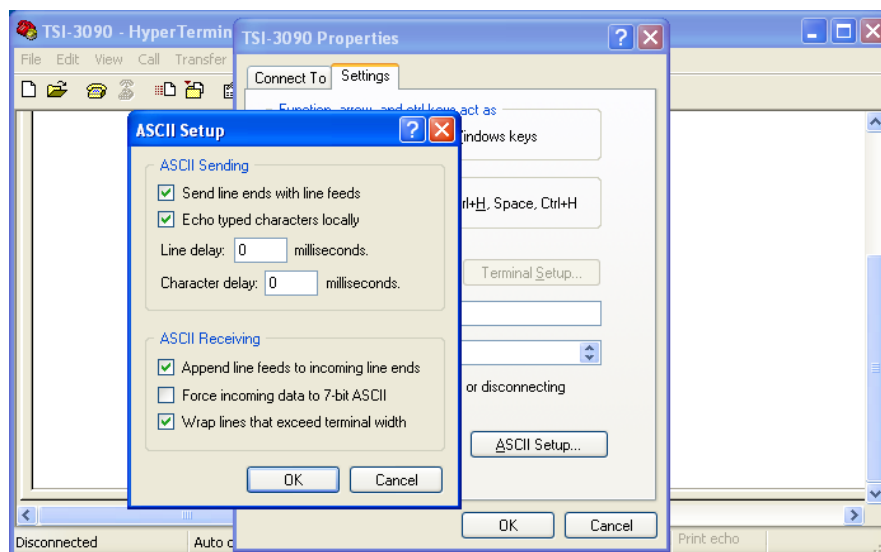 TSI-3090 - HyperTermin
File Edit View Call Transfer
TSI-3090 Properties
Connect To Settings
Function, arrow, and ctrl keys act as
indows keys
rl+H, Space, Ctrl+H
Terminal Setup...
or disconnecting
ASCII Setup...
OK Cancel
ASCII Setup
ASCII Sending
Send line ends with line feeds
Echo typed characters locally
Line delay: 0 milliseconds.
Character delay: 0 milliseconds.
ASCII Receiving
Append line feeds to incoming line ends
Force incoming data to 7-bit ASCII
Wrap lines that exceed terminal width
OK Cancel
Disconnected Auto Print echo